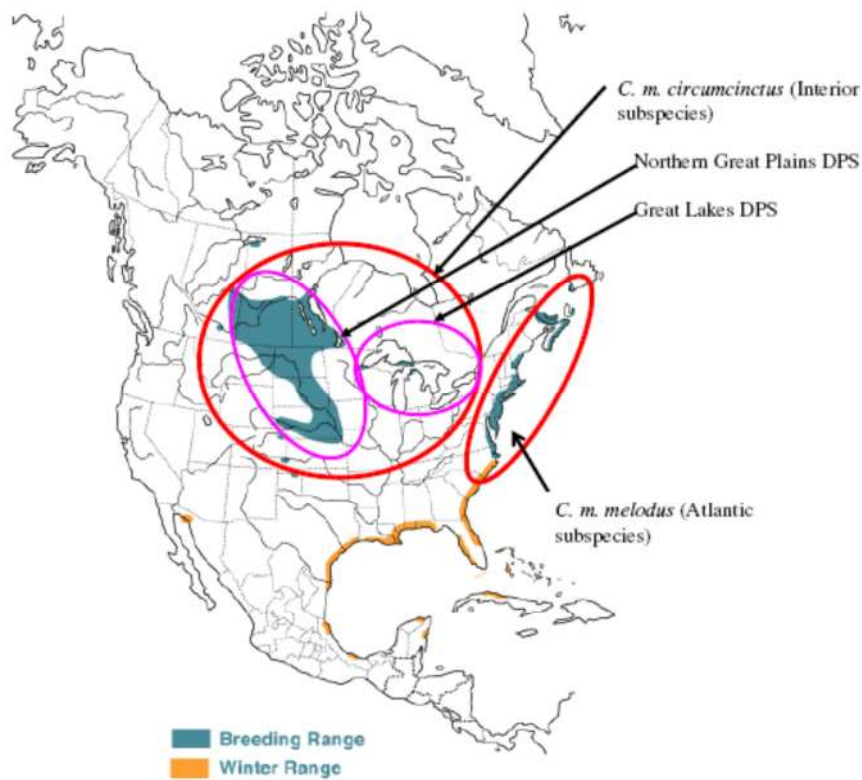 C. m. circumcinctus (Interior
subspecies)
Northern Great Plains DPS
Great Lakes DPS
C. m. melodus (Atlantic
subspecies)
Breeding Range
Winter Range